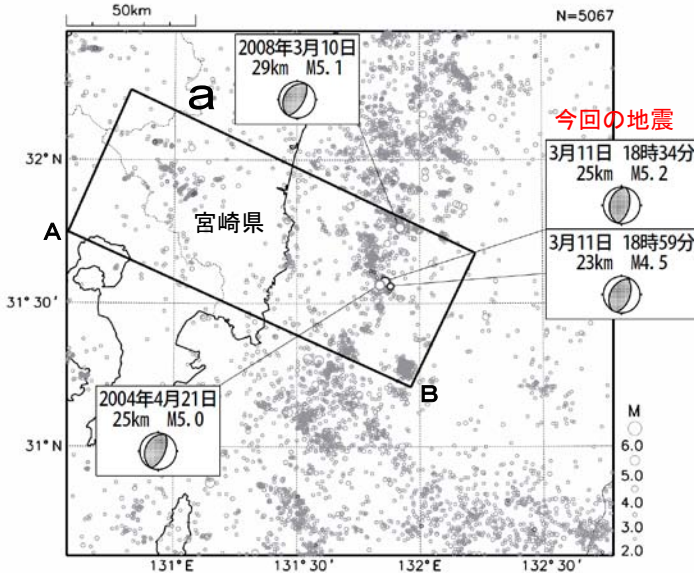 50km
N=5067
2008年3月10日
29km M5.1
a
今回の地震
3月11日 18時34分
25km M5.2
32°N
宮崎県
A
3月11日 18時59分
23km M4.5
31°30′
B
2004年4月21日
25km M5.0
M
31°N
6.0
5.0
4.0
3.0
2.0
131°E
131°30′
132°E
132°30′